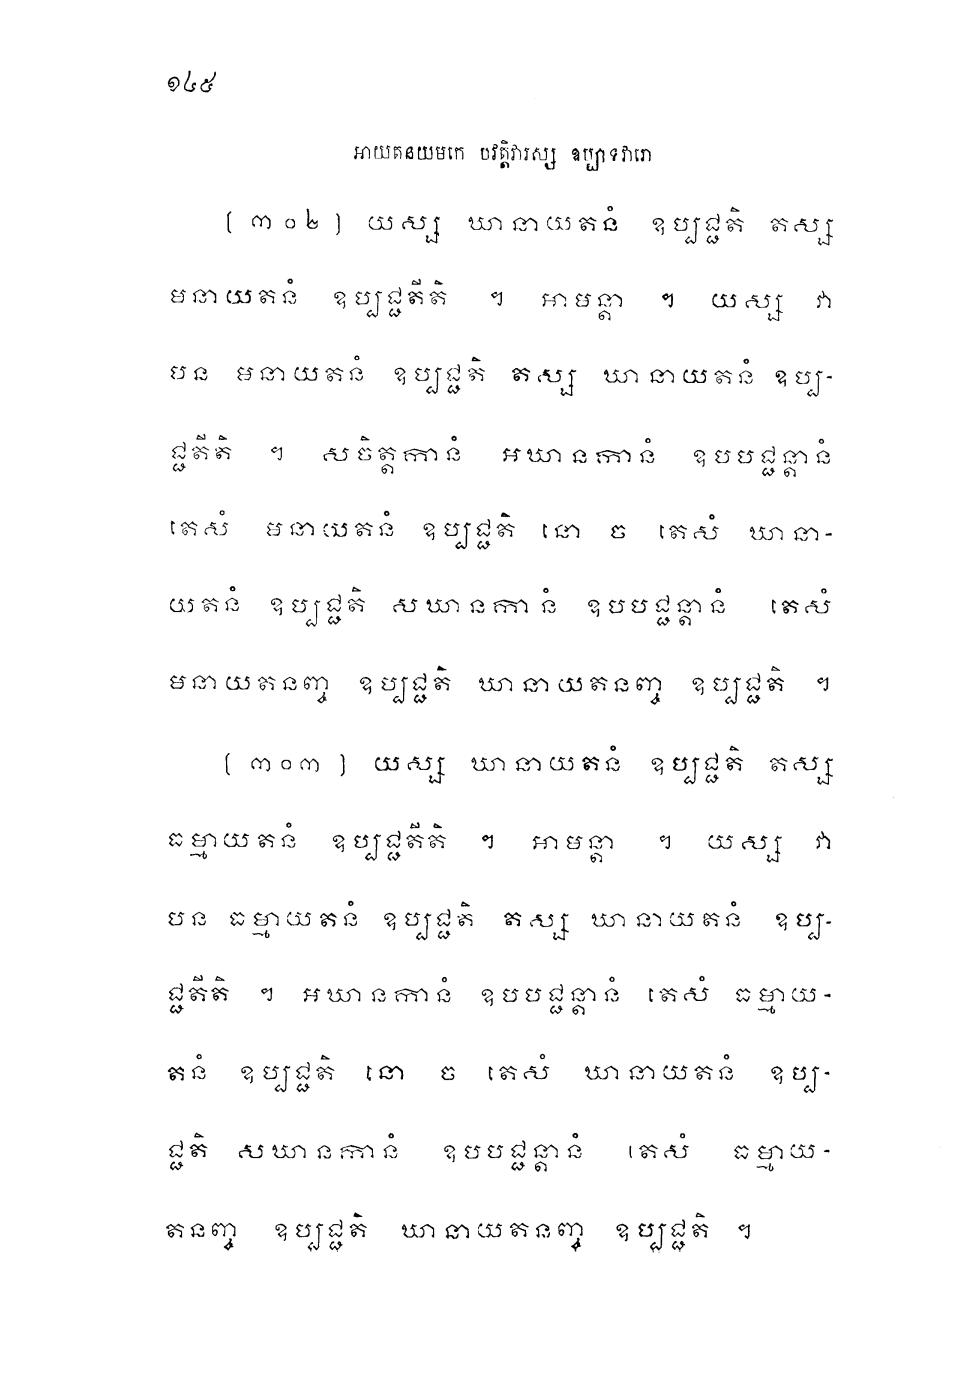 ១៤៥
អាយតនយមកេ បវត្តិវារស្ស ឧប្បាទវារោ
(៣០២) យស្ស ឃានាយតនំ ឧប្បជ្ជតិ តស្ស
មនាយតនំ ឧប្បជ្ជតីតិ ។ អាមន្តា ។ យស្ស វា
បន មនាយតនំ ឧប្បជ្ជតិ តស្ស ឃានាយតនំ ឧប្ប-
ជ្ជតីតិ ។ សចិត្តកានំ អឃានកានំ ឧបបជ្ជន្តានំ
តេសំ មនាយតនំ ឧប្បជ្ជតិ នោ ច តេសំ ឃានា-
យតនំ ឧប្បជ្ជតិ សឃានកានំ ឧបបជ្ជន្តានំ តេសំ
មនាយតនញ្ច ឧប្បជ្ជតិ ឃានាយតនញ្ច ឧប្បជ្ជតិ ។
(៣០៣) យស្ស ឃានាយតនំ ឧប្បជ្ជតិ តស្ស
ធម្មាយតនំ ឧប្បជ្ជតីតិ ។ អាមន្តា ។ យស្ស វា
បន ធម្មាយតនំ ឧប្បជ្ជតិ តស្ស ឃានាយតនំ ឧប្ប-
ជ្ជតីតិ ។ អឃានកានំ ឧបបជ្ជន្តានំ តេសំ ធម្មាយ-
តនំ ឧប្បជ្ជតិ នោ ច តេសំ ឃានាយតនំ ឧប្ប-
ជ្ជតិ សឃានកានំ ឧបបជ្ជន្តានំ តេសំ ធម្មាយ-
តនញ្ច ឧប្បជ្ជតិ ឃានាយតនញ្ច ឧប្បជ្ជតិ ។